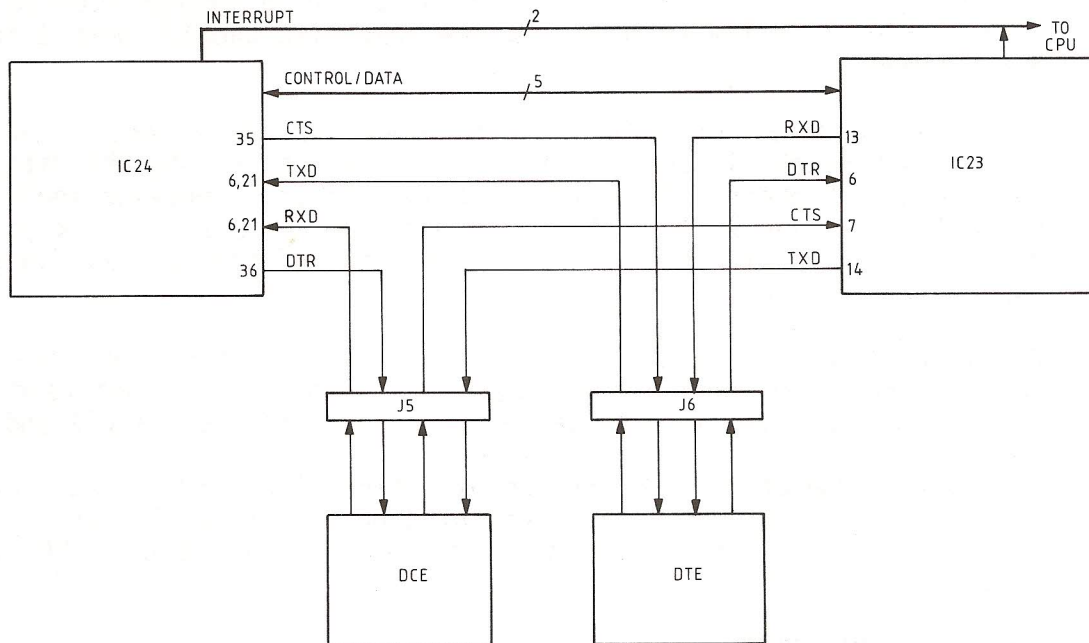 INTERRUPT 2
TO
CPU
CONTROL/DATA 5
35 CTS
RXD 13
IC24
IC23
6,21 TXD
DTR 6
6,21 RXD
CTS 7
36 DTR
TXD 14
J5
J6
DCE
DTE